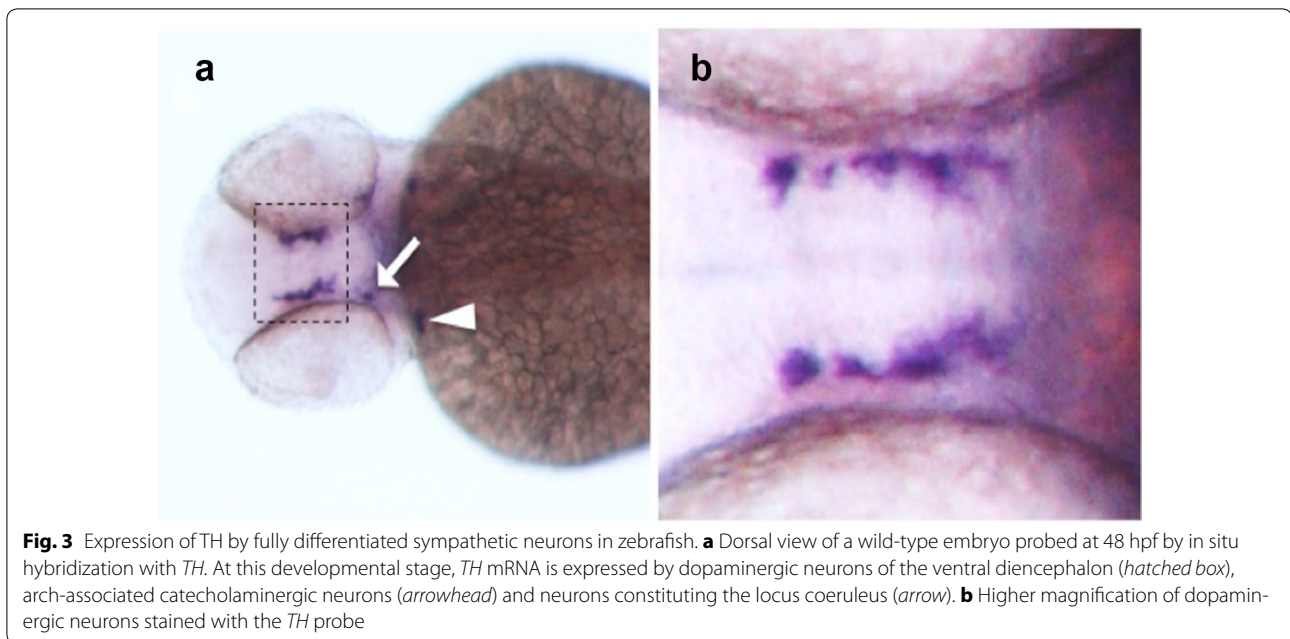 a
b
Fig. 3 Expression of TH by fully differentiated sympathetic neurons in zebrafish. a Dorsal view of a wild-type embryo probed at 48 hpf by in situ
hybridization with TH. At this developmental stage, TH mRNA is expressed by dopaminergic neurons of the ventral diencephalon (hatched box),
arch-associated catecholaminergic neurons (arrowhead) and neurons constituting the locus coeruleus (arrow). b Higher magnification of dopamin-
ergic neurons stained with the TH probe